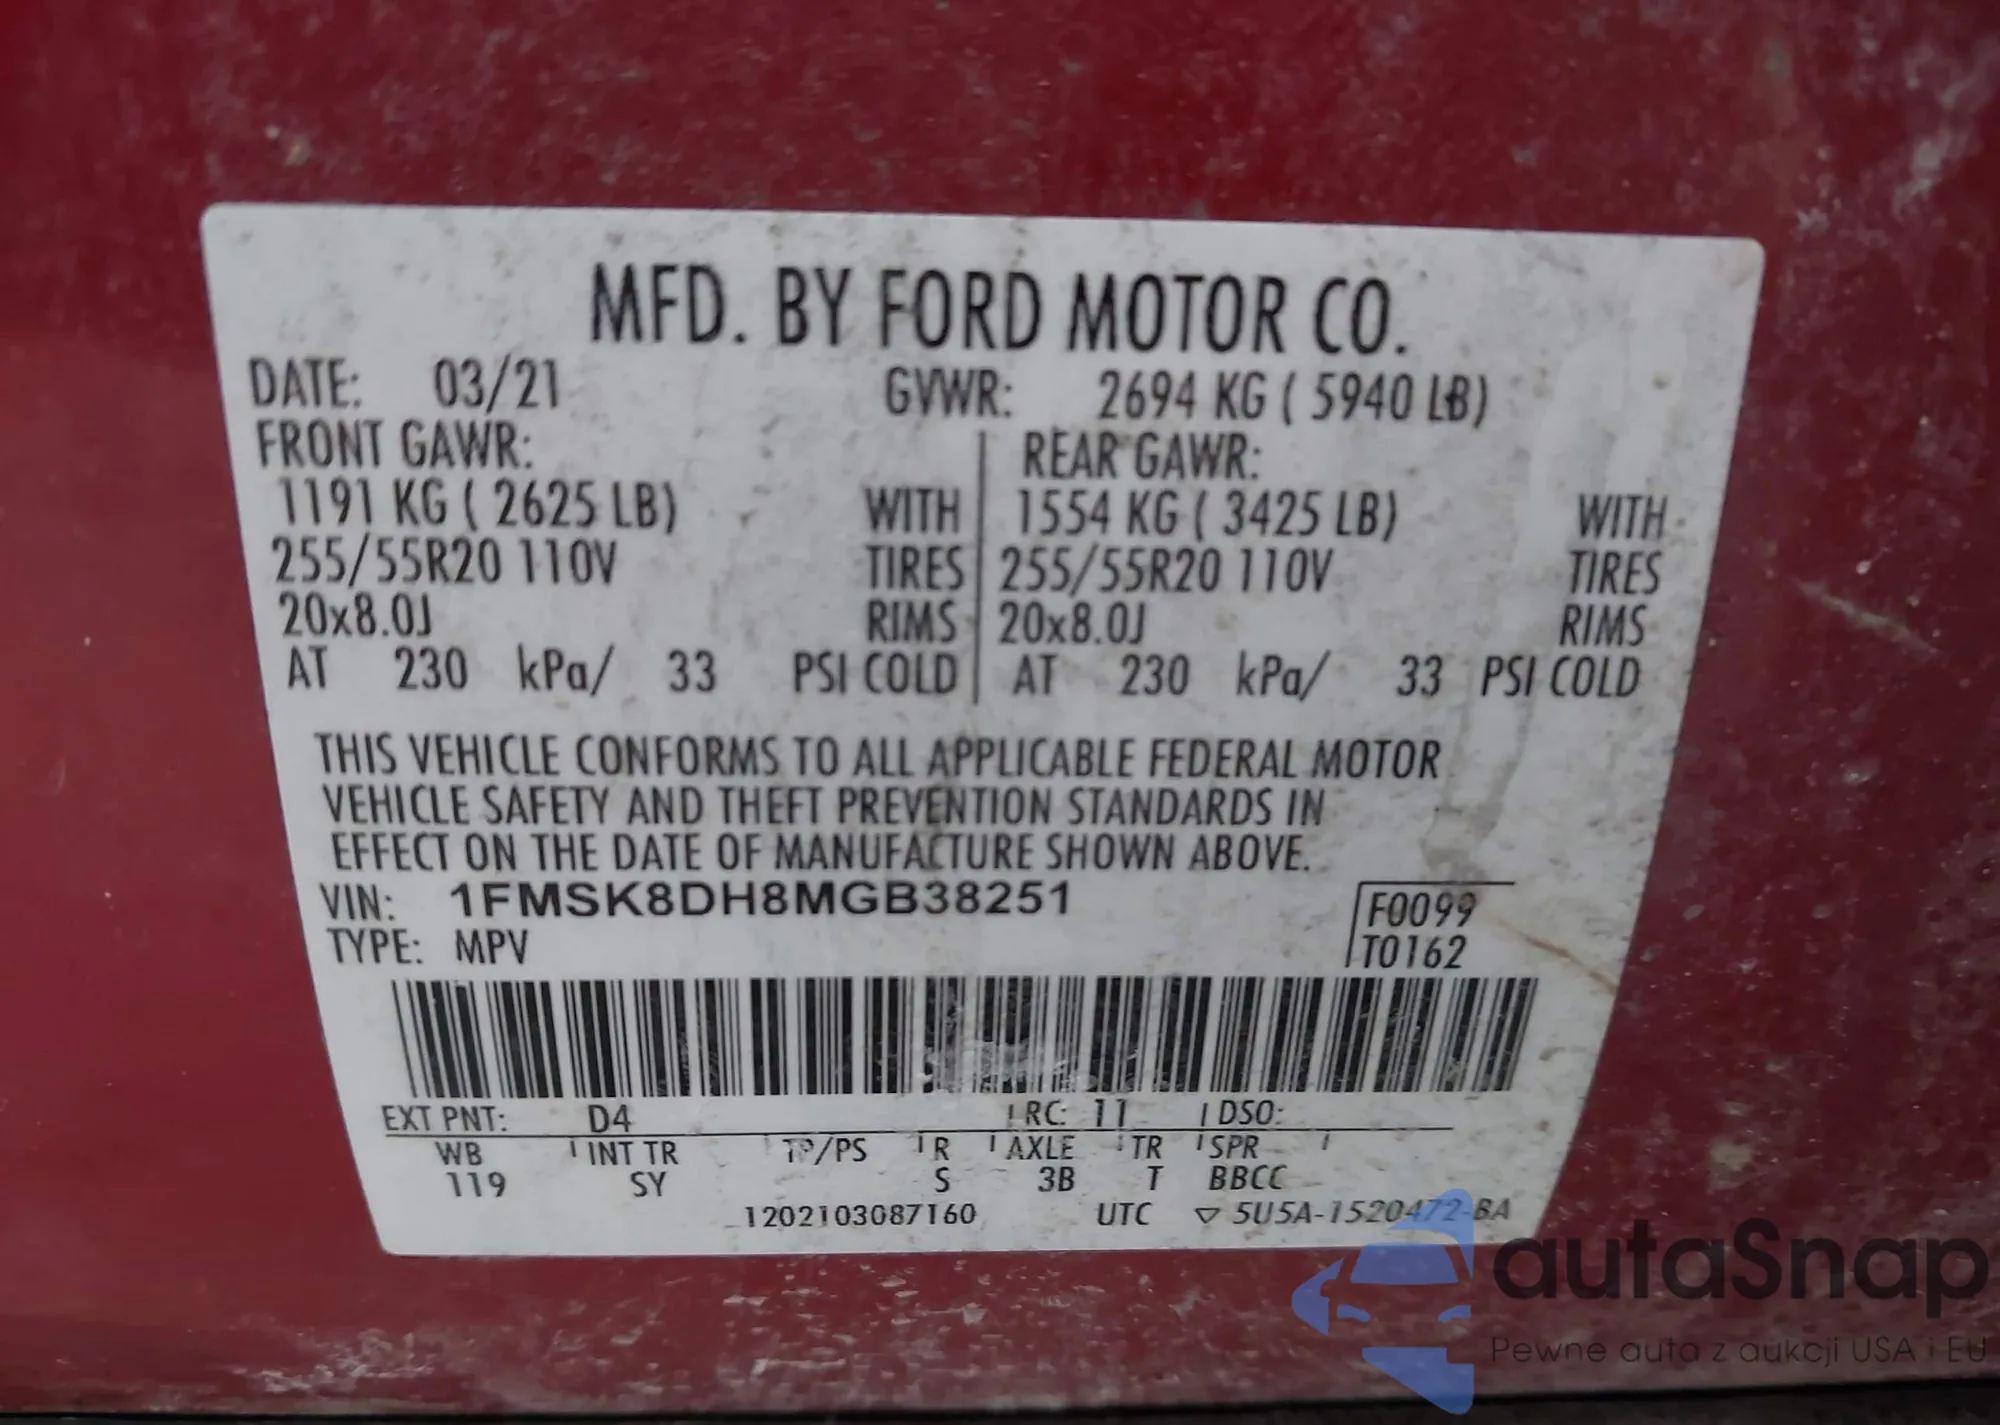 MFD. BY FORD MOTOR CO.
DATE: 03/21 GVWR: 2694 KG ( 5940 LB)
FRONT GAWR: REAR GAWR:
1191 KG ( 2625 LB) WITH 1554 KG ( 3425 LB) WITH
255/55R20 110V TIRES 255/55R20 110V TIRES
20x8.0J RIMS 20x8.0J RIMS
AT 230 kPa/ 33 PSI COLD AT 230 kPa/ 33 PSI COLD
THIS VEHICLE CONFORMS TO ALL APPLICABLE FEDERAL MOTOR
VEHICLE SAFETY AND THEFT PREVENTION STANDARDS IN
EFFECT ON THE DATE OF MANUFACTURE SHOWN ABOVE.
VIN: 1FMSK8DH8MGB38251 F0099
TYPE: MPV T0162
EXT PNT: D4 RC: 11 DSO:
WB INT TR TP/PS R AXLE TR SPR
119 SY S 3B T BBCC
1202103087160 UTC ▽ 5U5A-1520472-BA
autaSnap
Pewne auta z aukcji USA i EU